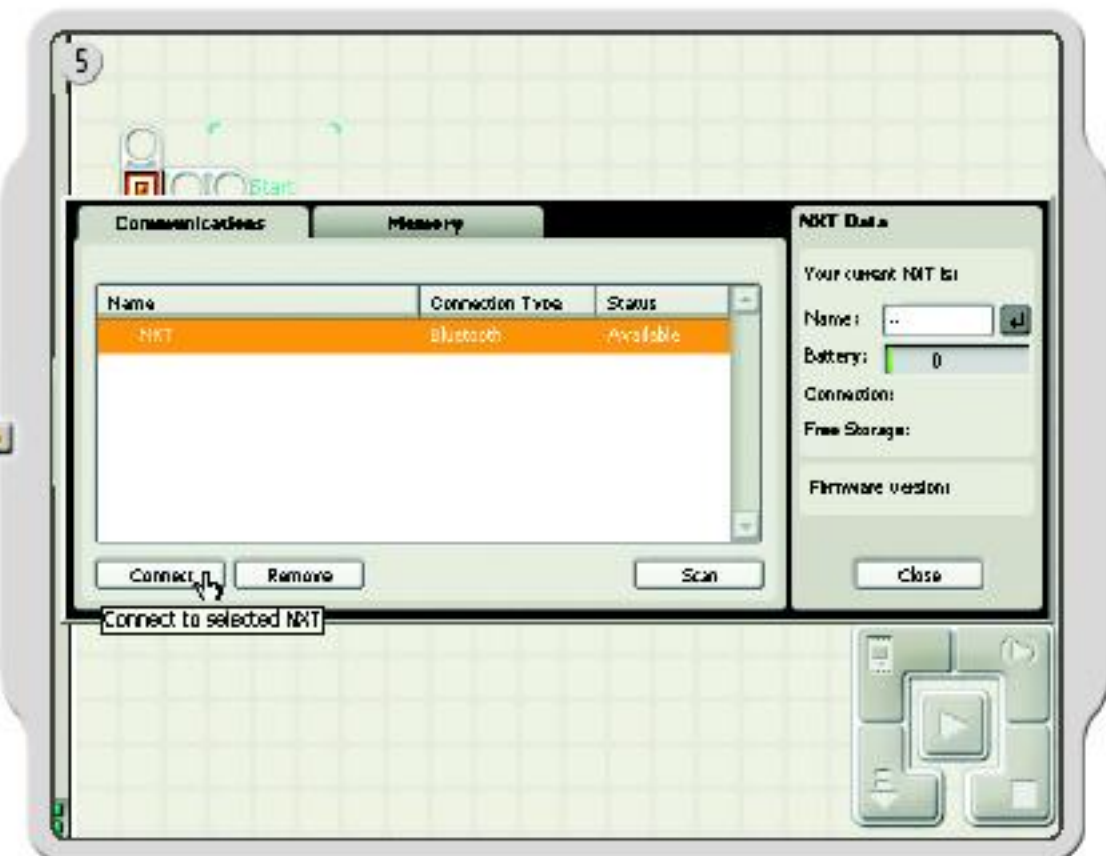 5
Start
Communications Memory
Name Connection Type Status
NXT Bluetooth Available
Connect Remove Scan
Connect to selected NXT
NXT Data
Your current NXT is:
Name: --
Battery: 0
Connection:
Free Storage:
Firmware version:
Close